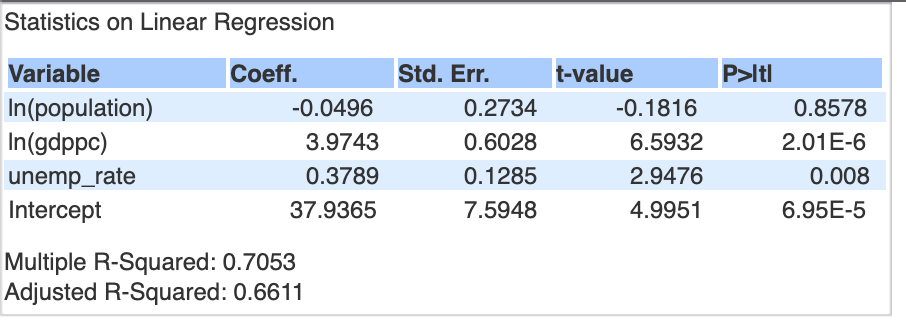 Statistics on Linear Regression
Variable Coeff. Std. Err. t-value P>|t|
ln(population) -0.0496 0.2734 -0.1816 0.8578
ln(gdppc) 3.9743 0.6028 6.5932 2.01E-6
unemp_rate 0.3789 0.1285 2.9476 0.008
Intercept 37.9365 7.5948 4.9951 6.95E-5
Multiple R-Squared: 0.7053
Adjusted R-Squared: 0.6611